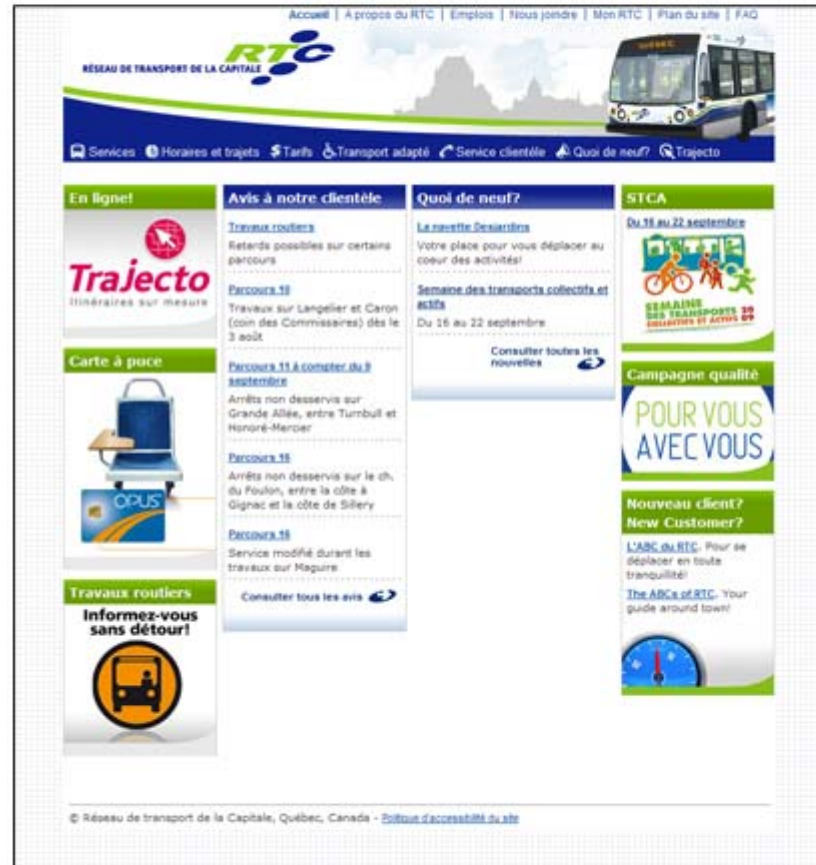 Accueil | A propos du RTC | Emplois | Nous joindre | Mon RTC | Plan du site | FAQ
RTC
RÉSEAU DE TRANSPORT DE LA CAPITALE
QUÉBEC
Services Horaires et trajets $ Tarifs Transport adapté Service clientèle Quoi de neuf? Trajecto
En ligne!
Trajecto
Itinéraires sur mesure
Carte à puce
OPUS
Travaux routiers
Informez-vous
sans détour!
Avis à notre clientèle
Travaux routiers
Retards possibles sur certains
parcours
Parcours 10
Travaux sur Langelier et Caron
(coin des Commissaires) dès le
3 août
Parcours 11 à compter du 9
septembre
Arrêts non desservis sur
Grande Allée, entre Turnbull et
Honoré-Mercier
Parcours 16
Arrêts non desservis sur le ch.
du Foulon, entre la côte à
Gignac et la côte de Sillery
Parcours 16
Service modifié durant les
travaux sur Maguire
Consulter tous les avis
Quoi de neuf?
La navette Desjardins
Votre place pour vous déplacer au
coeur des activités!
Semaine des transports collectifs et
actifs
Du 16 au 22 septembre
Consulter toutes les
nouvelles
STCA
Du 16 au 22 septembre
SEMAINE
DES TRANSPORTS 20
COLLECTIFS ET ACTIFS 09
Campagne qualité
POUR VOUS
AVEC VOUS
Nouveau client?
New Customer?
L'ABC du RTC. Pour se
déplacer en toute
tranquilité!
The ABCs of RTC. Your
guide around town!
© Réseau de transport de la Capitale, Québec, Canada - Politique d'accessibilité du site